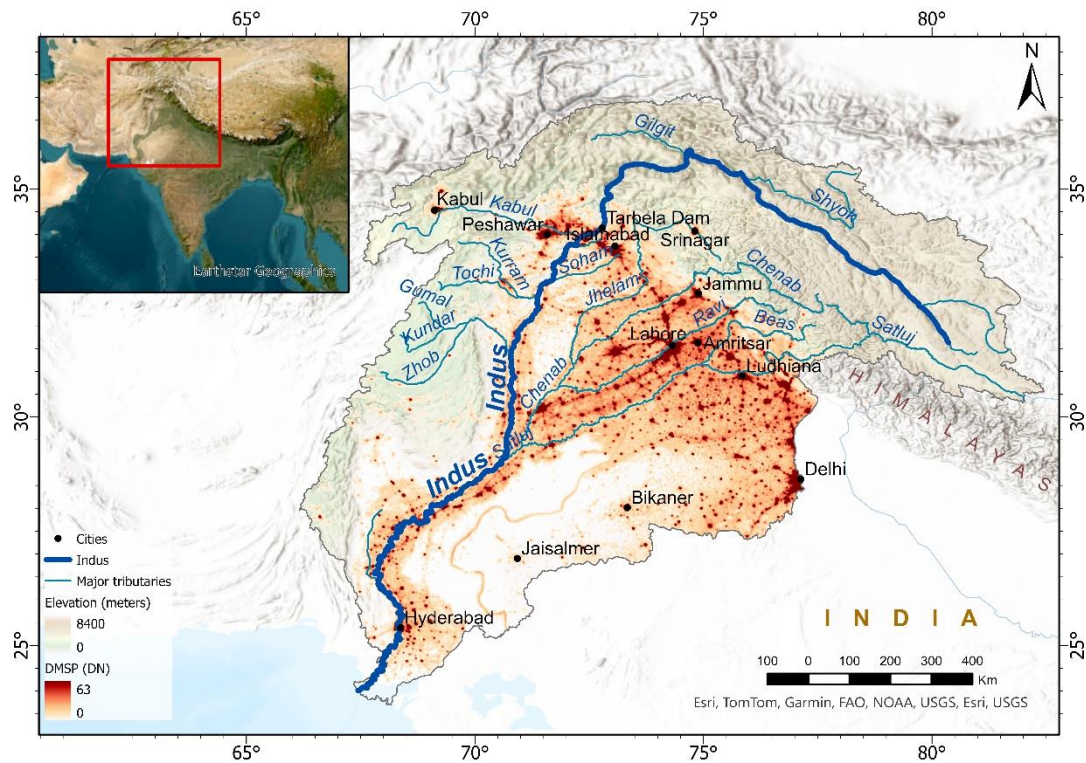 65°
70°
75°
80°
N
35°
30°
25°
35°
30°
25°
Earthstar Geographics
Gilgit
Shyok
Kabul
Kabul
Peshawar
Tarbela Dam
Islamabad
Srinagar
Kurram
Soham
Tochi
Jhelam
Chenab
Jammu
Gumal
Kundar
Zhob
Ravi
Beas
Satluj
Lahore
Amritsar
Ludhiana
Chenab
Indus
Satluj
Indus
HIMALAYAS
Delhi
Bikaner
Jaisalmer
Hyderabad
INDIA
Cities
Indus
Major tributaries
Elevation (meters)
8400
0
DMSP (DN)
63
0
100 0 100 200 300 400
Km
Esri, TomTom, Garmin, FAO, NOAA, USGS, Esri, USGS
65°
70°
75°
80°